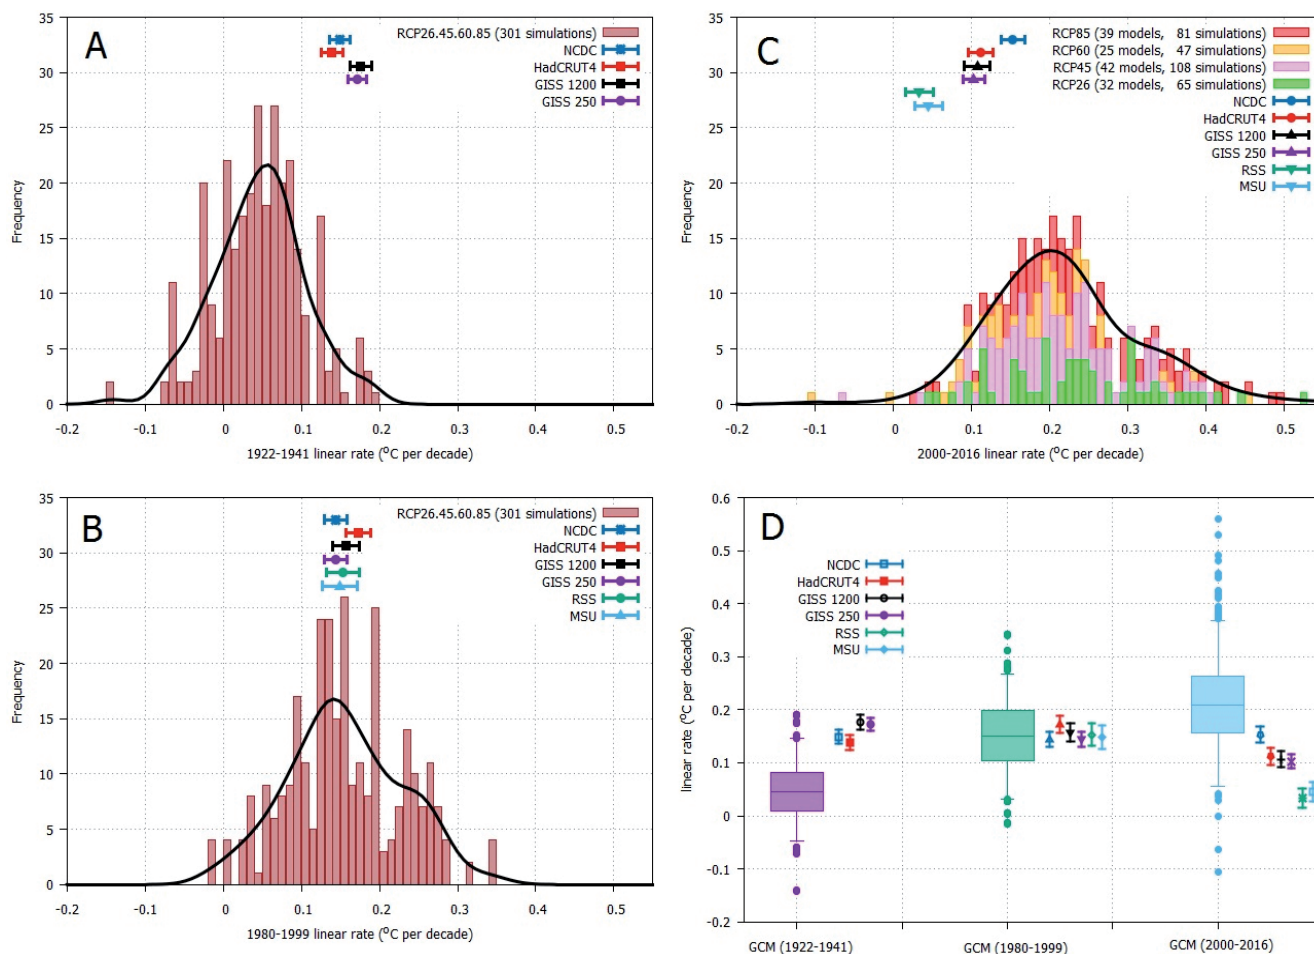 A
RCP26.45.60.85 (301 simulations)
NCDC
HadCRUT4
GISS 1200
GISS 250
35
30
25
20
15
10
5
0
Frequency
-0.2 -0.1 0 0.1 0.2 0.3 0.4 0.5
1922-1941 linear rate (°C per decade)
C
RCP85 (39 models, 81 simulations)
RCP60 (25 models, 47 simulations)
RCP45 (42 models, 108 simulations)
RCP26 (32 models, 65 simulations)
NCDC
HadCRUT4
GISS 1200
GISS 250
RSS
MSU
35
30
25
20
15
10
5
0
Frequency
-0.2 -0.1 0 0.1 0.2 0.3 0.4 0.5
2000-2016 linear rate (°C per decade)
B
RCP26.45.60.85 (301 simulations)
NCDC
HadCRUT4
GISS 1200
GISS 250
RSS
MSU
35
30
25
20
15
10
5
0
Frequency
-0.2 -0.1 0 0.1 0.2 0.3 0.4 0.5
1980-1999 linear rate (°C per decade)
D
NCDC
HadCRUT4
GISS 1200
GISS 250
RSS
MSU
0.6
0.5
0.4
0.3
0.2
0.1
0
-0.1
-0.2
linear rate (°C per decade)
GCM (1922-1941) GCM (1980-1999) GCM (2000-2016)